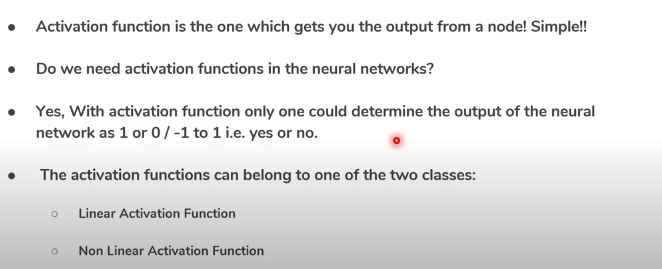 ● Activation function is the one which gets you the output from a node! Simple!!
● Do we need activation functions in the neural networks?
● Yes, With activation function only one could determine the output of the neural
network as 1 or 0 / -1 to 1 i.e. yes or no.
● The activation functions can belong to one of the two classes:
○ Linear Activation Function
○ Non Linear Activation Function